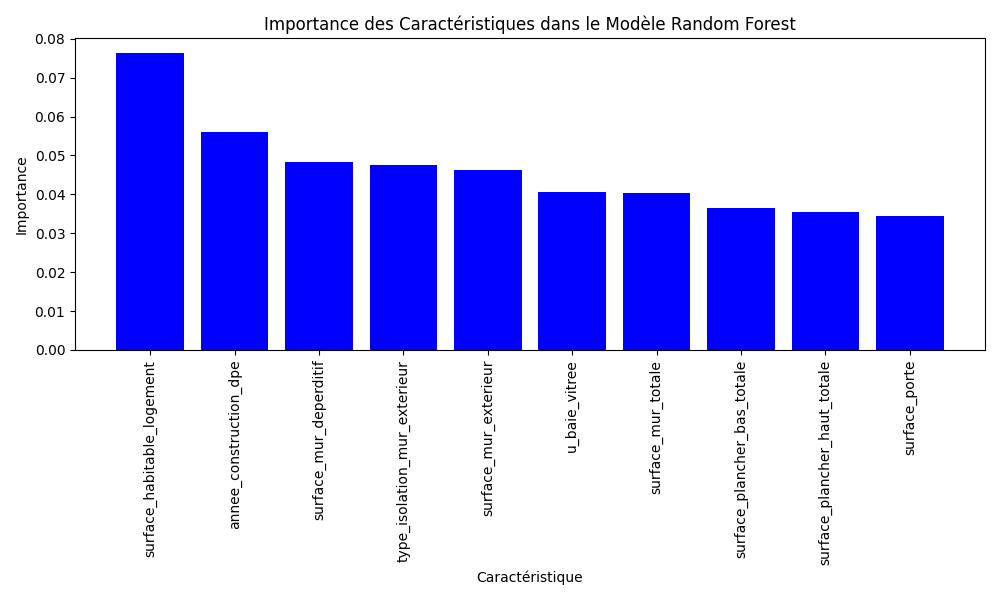 Importance des Caractéristiques dans le Modèle Random Forest
0.08
0.07
0.06
0.05
0.04
0.03
0.02
0.01
0.00
Importance
surface_habitable_logement
annee_construction_dpe
surface_mur_deperditif
type_isolation_mur_exterieur
surface_mur_exterieur
u_baie_vitree
surface_mur_totale
surface_plancher_bas_totale
surface_plancher_haut_totale
surface_porte
Caractéristique